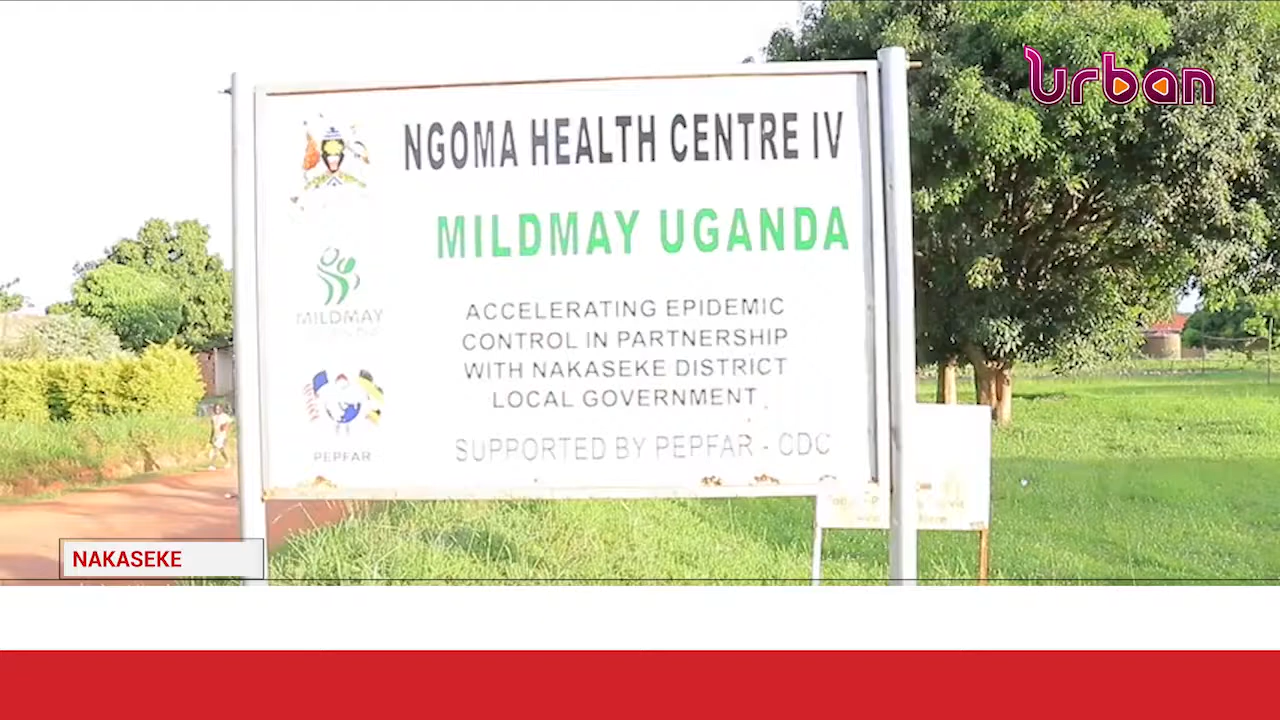 urban
NGOMA HEALTH CENTRE IV
MILDMAY UGANDA
MILDMAY
ACCELERATING EPIDEMIC
CONTROL IN PARTNERSHIP
WITH NAKASEKE DISTRICT
LOCAL GOVERNMENT
PEPFAR
SUPPORTED BY PEPFAR - CDC
NAKASEKE